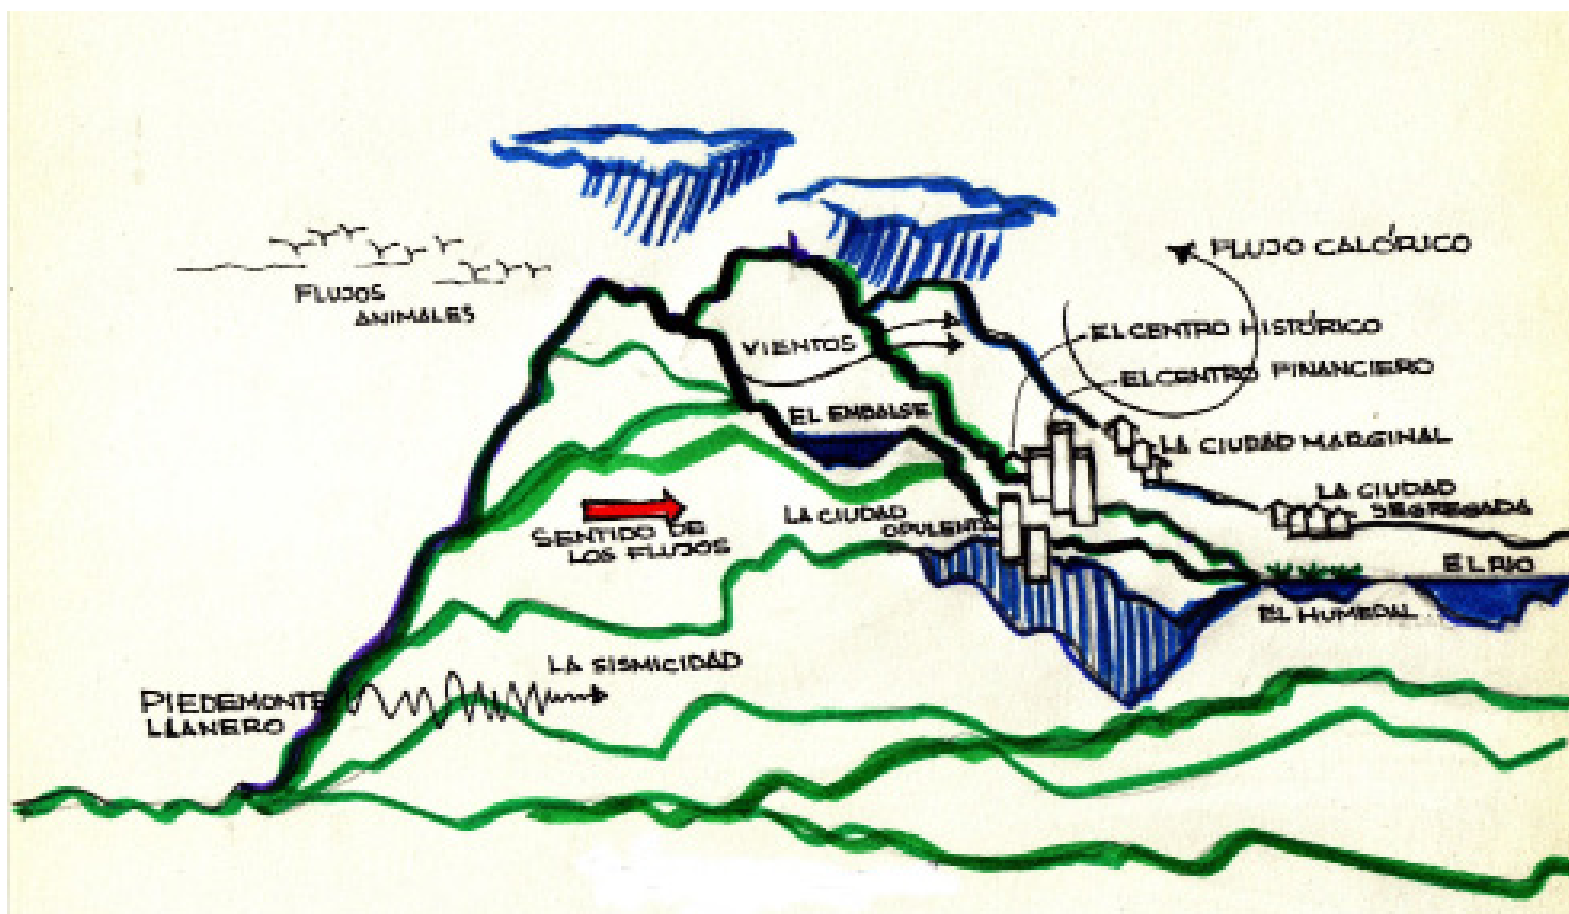 FLUJO CALÓRICO
FLUJOS
ANIMALES
EL CENTRO HISTÓRICO
VIENTOS
EL CENTRO FINANCIERO
EL EMBALSE
LA CIUDAD MARGINAL
LA CIUDAD
SEGREGADA
LA CIUDAD
OPULENTA
SENTIDO DE
LOS FLUJOS
EL RIO
EL HUMEDAL
LA SISMICIDAD
PIEDEMONTE
LLANERO